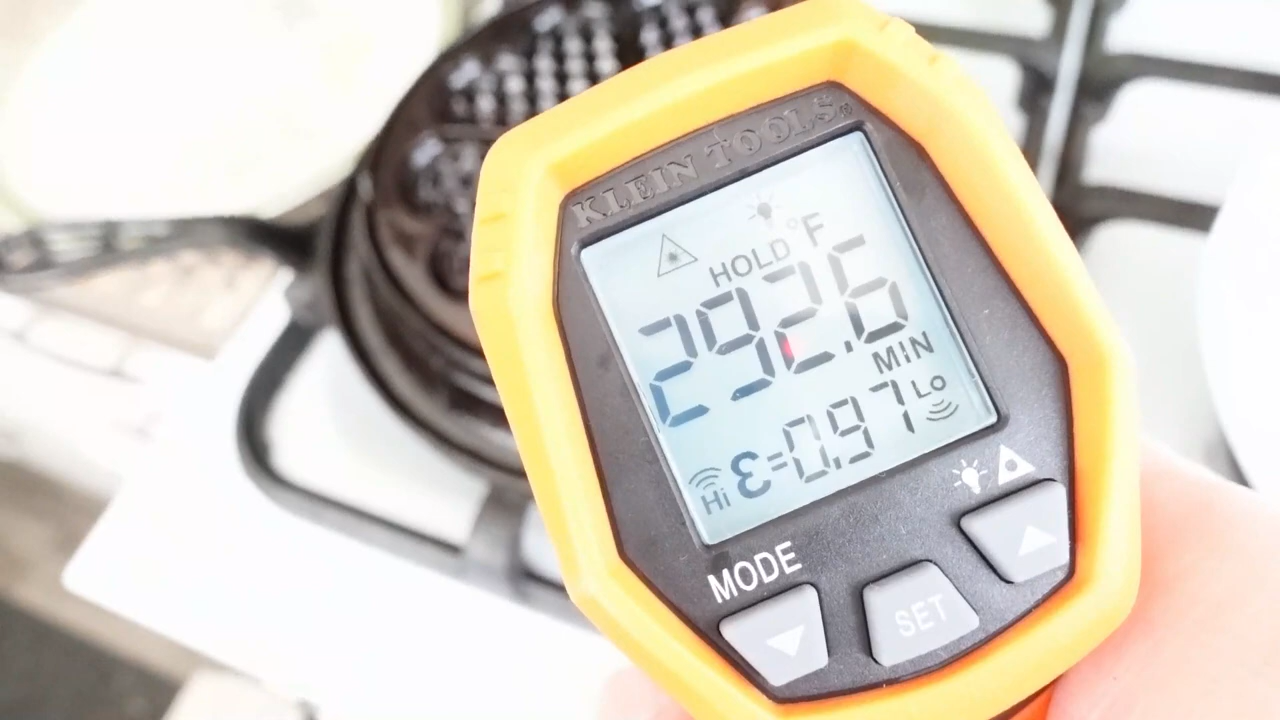 KLEIN TOOLS®
HOLD °F
292.6
MIN
Hi ε=0.97 Lo
MODE
SET